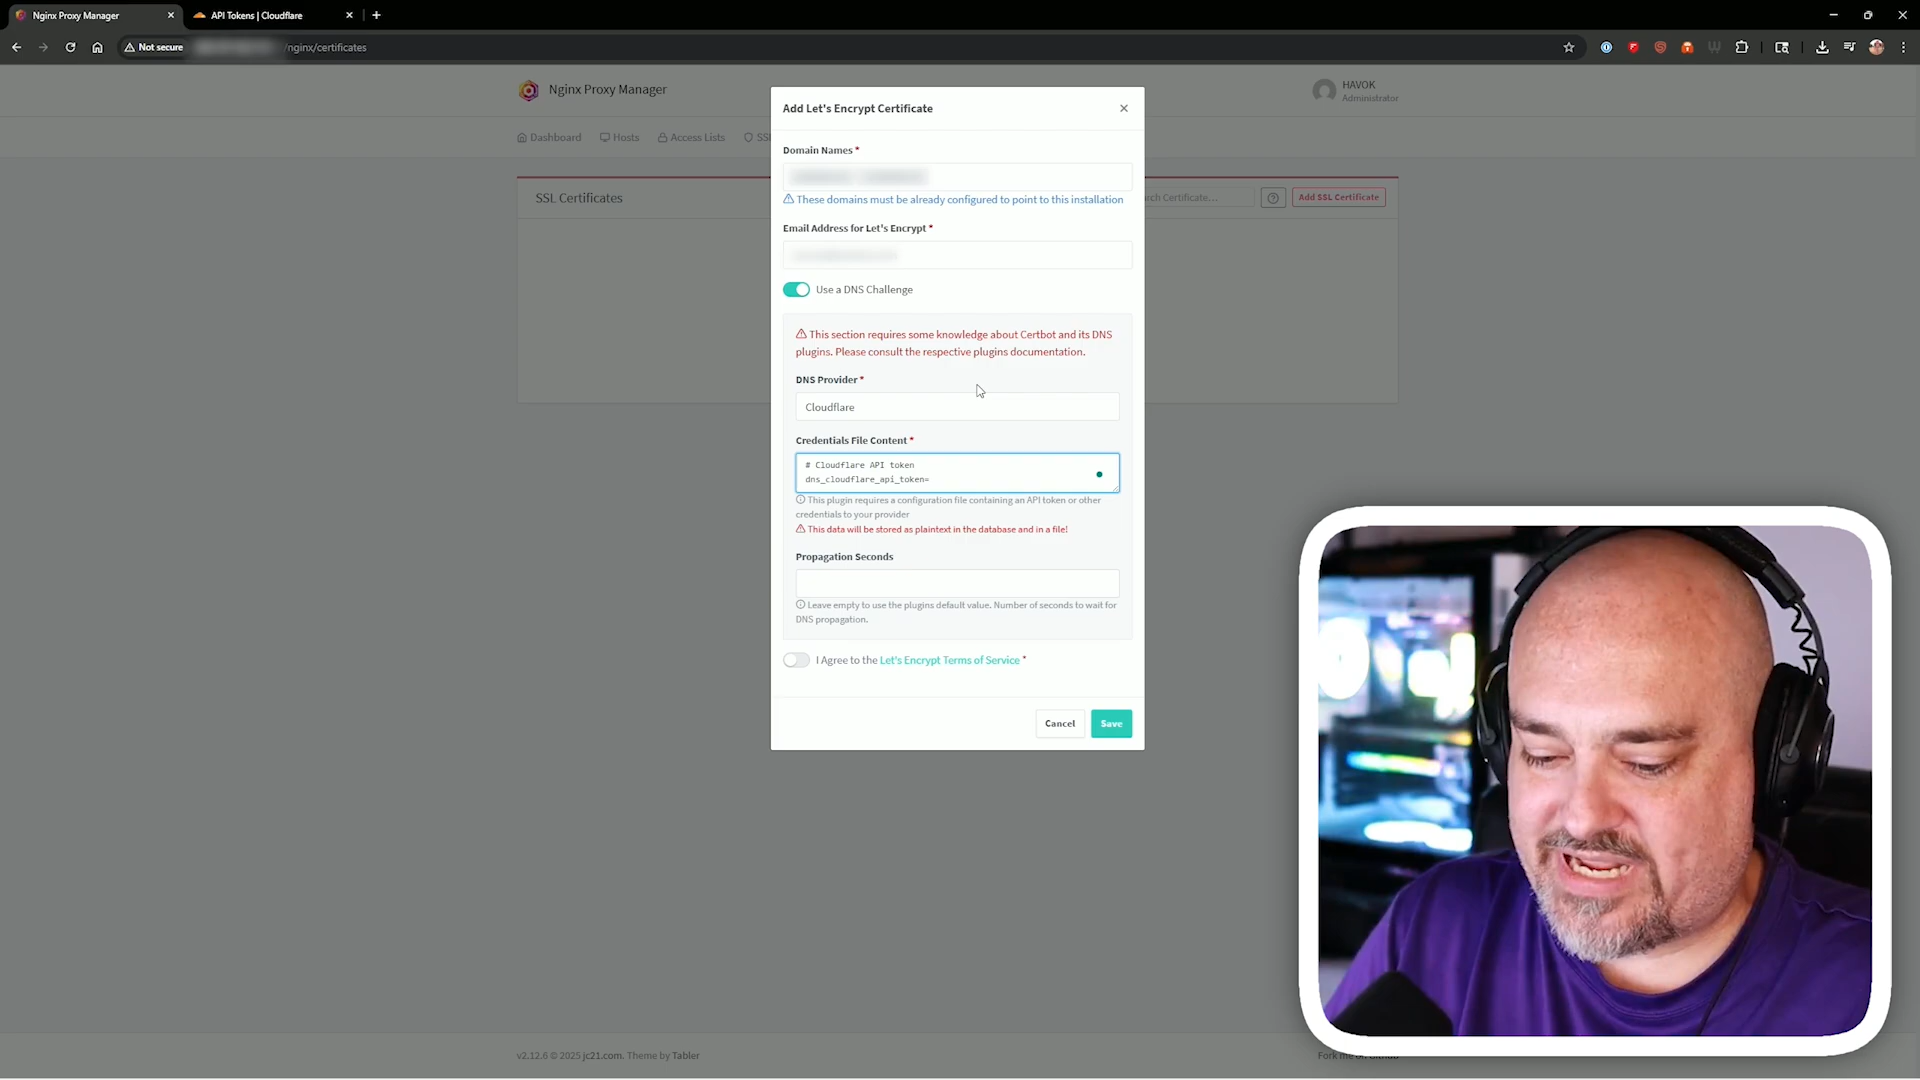 Nginx Proxy Manager
API Tokens | Cloudflare
Not secure
/nginx/certificates
Nginx Proxy Manager
HAVOK
Administrator
Dashboard
Hosts
Access Lists
SSL Certificates
Add SSL Certificate
Add Let's Encrypt Certificate
Domain Names *
These domains must be already configured to point to this installation
Email Address for Let's Encrypt *
Use a DNS Challenge
This section requires some knowledge about Certbot and its DNS
plugins. Please consult the respective plugins documentation.
DNS Provider *
Cloudflare
Credentials File Content *
# Cloudflare API token
dns_cloudflare_api_token=
This plugin requires a configuration file containing an API token or other
credentials to your provider
This data will be stored as plaintext in the database and in a file!
Propagation Seconds
Leave empty to use the plugins default value. Number of seconds to wait for
DNS propagation.
I Agree to the Let's Encrypt Terms of Service *
Cancel
Save
v2.12.6 © 2025 jc21.com. Theme by Tabler
Fork me